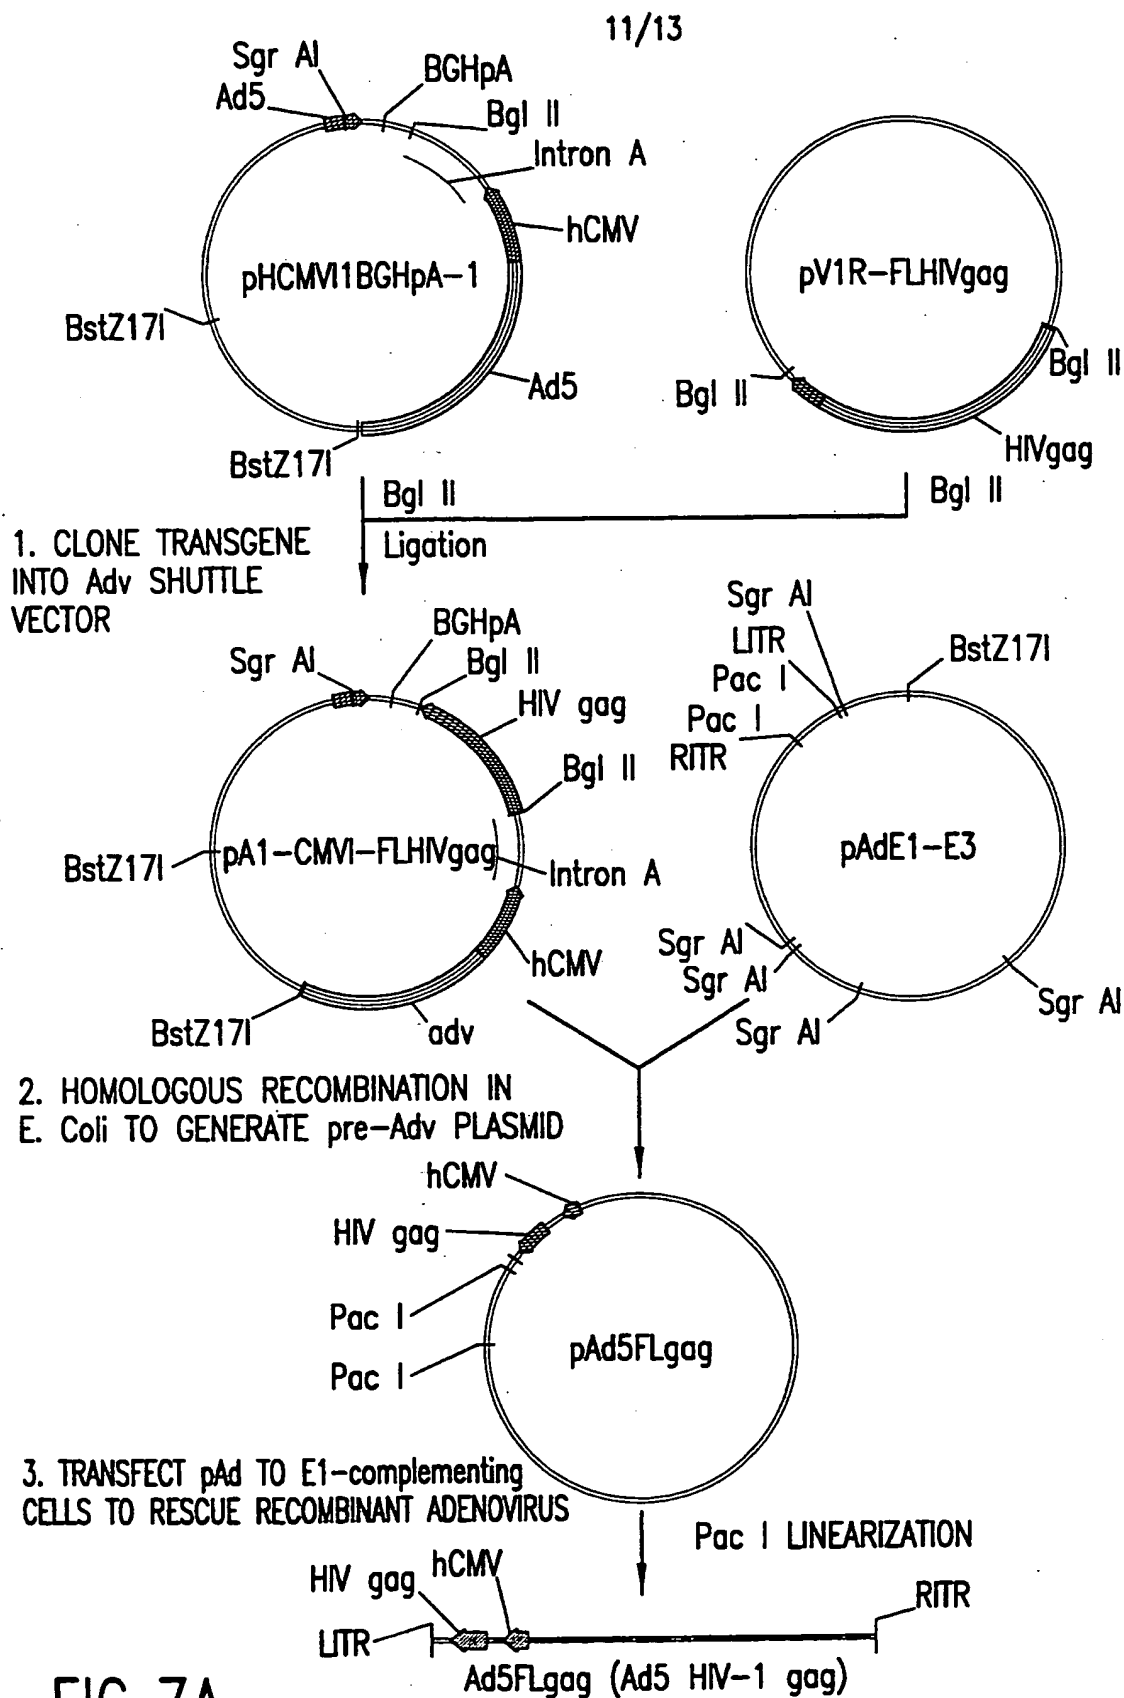 11/13
Sgr AI
BGHpA
Ad5
Bgl II
Intron A
hCMV
pHCMVI1BGHpA-1
BstZ17I
Ad5
BstZ17I
pV1R-FLHIVgag
Bgl II
Bgl II
HIVgag
Bgl II
Bgl II
Ligation
1. CLONE TRANSGENE
INTO Adv SHUTTLE
VECTOR
BGHpA
Sgr AI
Bgl II
HIV gag
Bgl II
pA1-CMVI-FLHIVgag
BstZ17I
Intron A
hCMV
BstZ17I
adv
Sgr AI
LITR
BstZ17I
Pac I
Pac I
RITR
pAdE1-E3
Sgr AI
Sgr AI
Sgr AI
Sgr AI
2. HOMOLOGOUS RECOMBINATION IN
E. Coli TO GENERATE pre-Adv PLASMID
hCMV
HIV gag
Pac I
Pac I
pAd5FLgag
3. TRANSFECT pAd TO E1-complementing
CELLS TO RESCUE RECOMBINANT ADENOVIRUS
Pac I LINEARIZATION
HIV gag
hCMV
RITR
LITR
Ad5FLgag (Ad5 HIV-1 gag)
FIG. 7A